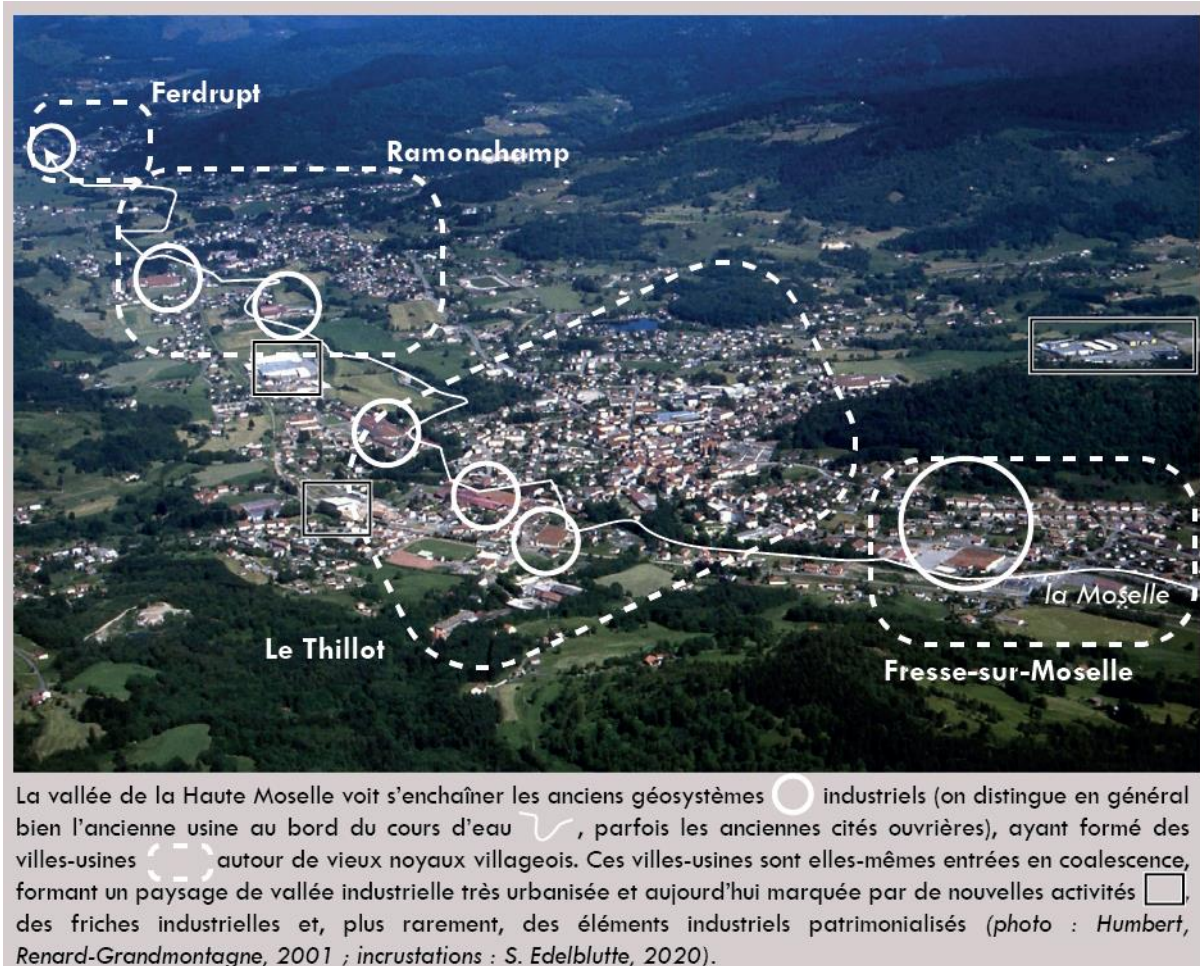 Ferdrupt
Ramonchamp
la Moselle
Le Thillot
Fresse-sur-Moselle
La vallée de la Haute Moselle voit s'enchaîner les anciens géosystèmes industriels (on distingue en général
bien l'ancienne usine au bord du cours d'eau , parfois les anciennes cités ouvrières), ayant formé des
villes-usines autour de vieux noyaux villageois. Ces villes-usines sont elles-mêmes entrées en coalescence,
formant un paysage de vallée industrielle très urbanisée et aujourd'hui marquée par de nouvelles activités ,
des friches industrielles et, plus rarement, des éléments industriels patrimonialisés (photo : Humbert,
Renard-Grandmontagne, 2001 ; incrustations : S. Edelblutte, 2020).